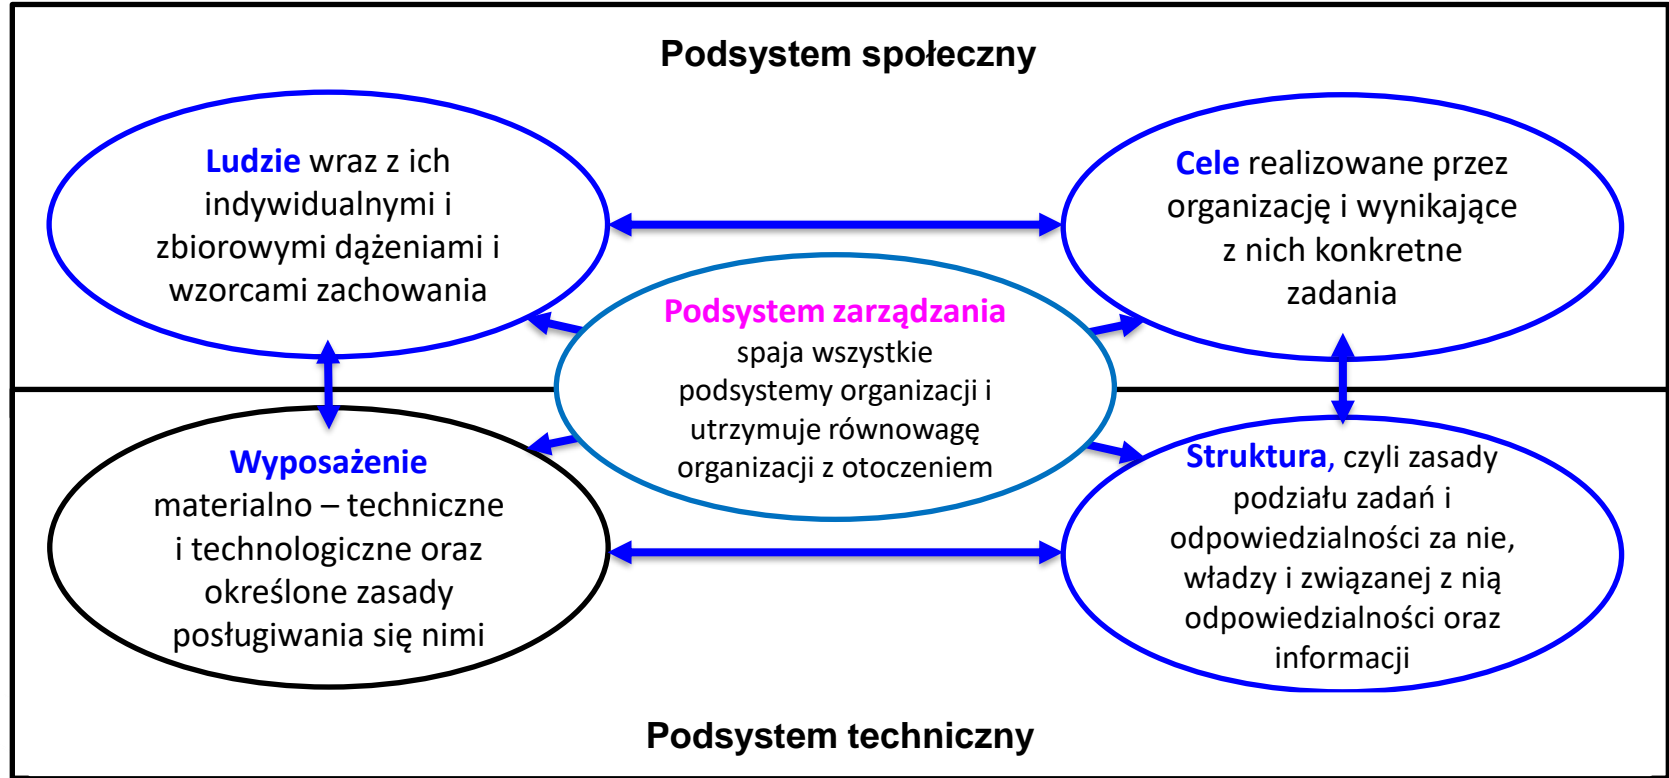 Podsystem społeczny
Ludzie wraz z ich
indywidualnymi i
zbiorowymi dążeniami i
wzorcami zachowania
Cele realizowane przez
organizację i wynikające
z nich konkretne
zadania
Podsystem zarządzania
spaja wszystkie
podsystemy organizacji i
utrzymuje równowagę
organizacji z otoczeniem
Wyposażenie
materialno – techniczne
i technologiczne oraz
określone zasady
posługiwania się nimi
Struktura, czyli zasady
podziału zadań i
odpowiedzialności za nie,
władzy i związanej z nią
odpowiedzialności oraz
informacji
Podsystem techniczny